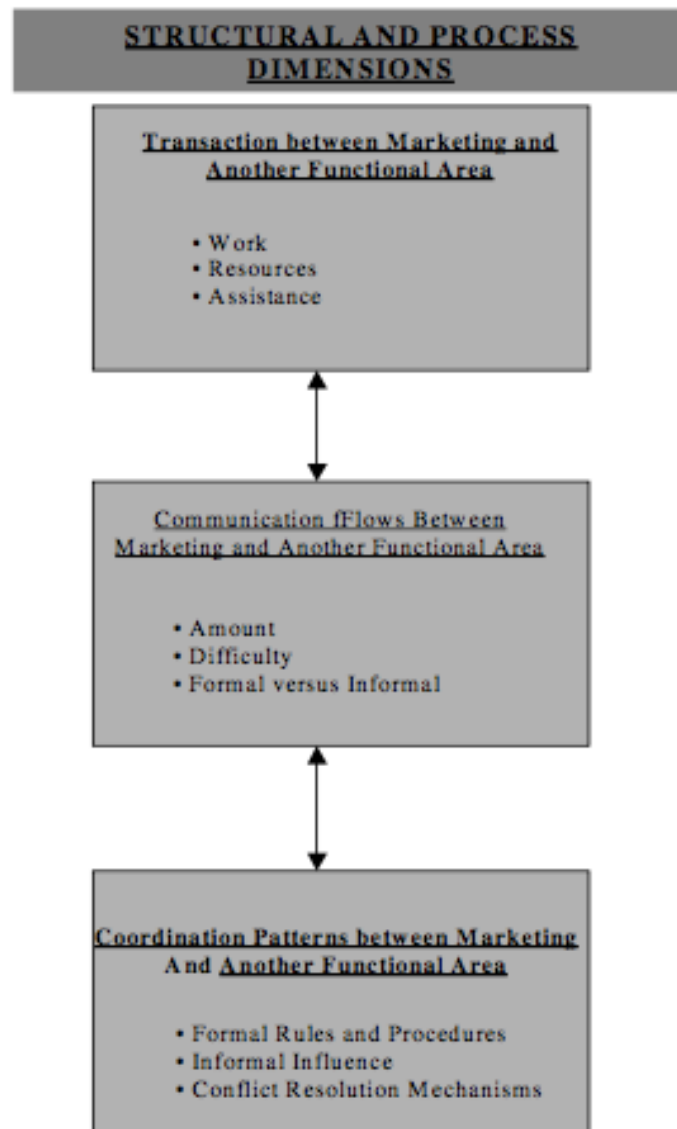 STRUCTURAL AND PROCESS
DIMENSIONS
Transaction between Marketing and
Another Functional Area
• Work
• Resources
• Assistance
Communication fFlows Between
Marketing and Another Functional Area
• Amount
• Difficulty
• Formal versus Informal
Coordination Patterns between Marketing
And Another Functional Area
• Formal Rules and Procedures
• Informal Influence
• Conflict Resolution Mechanisms